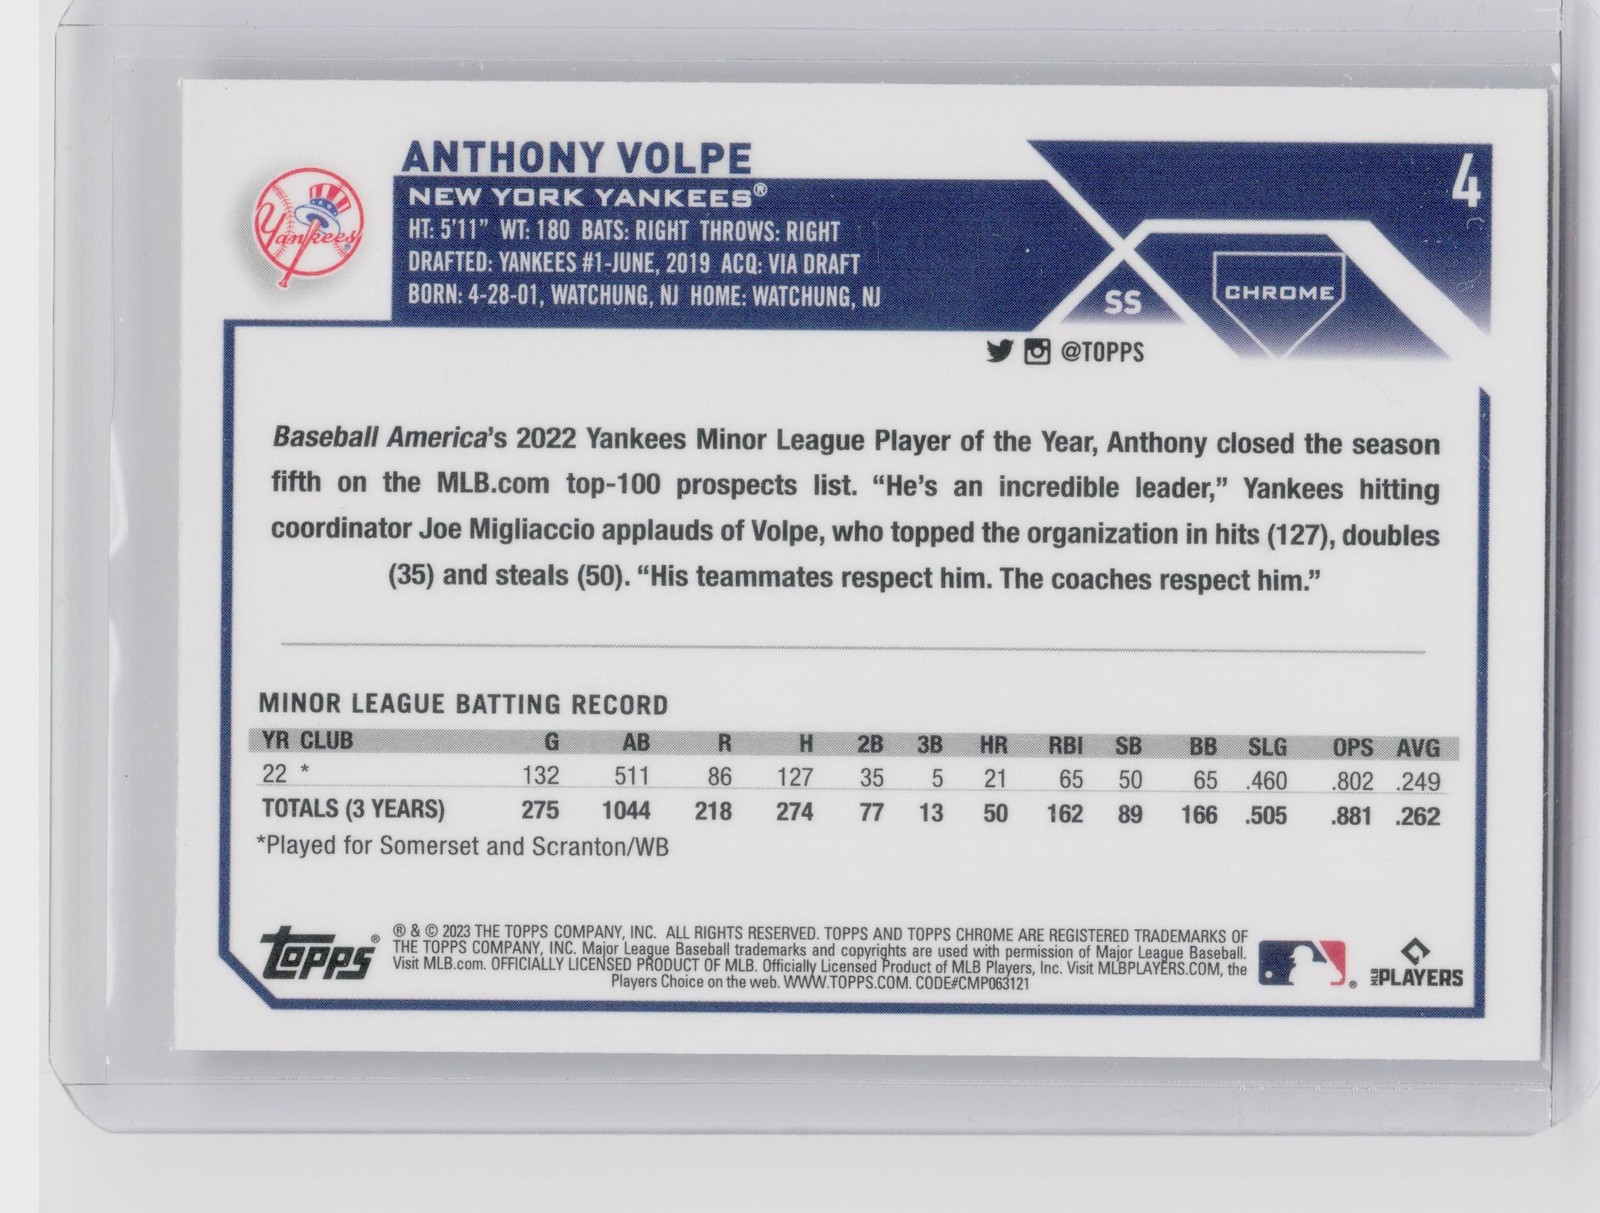 ANTHONY VOLPE
4
NEW YORK YANKEES®
HT: 5'11" WT: 180 BATS: RIGHT THROWS: RIGHT
DRAFTED: YANKEES #1-JUNE, 2019 ACQ: VIA DRAFT
BORN: 4-28-01, WATCHUNG, NJ HOME: WATCHUNG, NJ
Yankees
SS
CHROME
@TOPPS
Baseball America's 2022 Yankees Minor League Player of the Year, Anthony closed the season
fifth on the MLB.com top-100 prospects list. “He's an incredible leader,” Yankees hitting
coordinator Joe Migliaccio applauds of Volpe, who topped the organization in hits (127), doubles
(35) and steals (50). “His teammates respect him. The coaches respect him.”
MINOR LEAGUE BATTING RECORD
YR CLUB G AB R H 2B 3B HR RBI SB BB SLG OPS AVG
22 * 132 511 86 127 35 5 21 65 50 65 .460 .802 .249
TOTALS (3 YEARS) 275 1044 218 274 77 13 50 162 89 166 .505 .881 .262
*Played for Somerset and Scranton/WB
topps®
® & © 2023 THE TOPPS COMPANY, INC. ALL RIGHTS RESERVED. TOPPS AND TOPPS CHROME ARE REGISTERED TRADEMARKS OF
THE TOPPS COMPANY, INC. Major League Baseball trademarks and copyrights are used with permission of Major League Baseball.
Visit MLB.com. OFFICIALLY LICENSED PRODUCT OF MLB. Officially Licensed Product of MLB Players, Inc. Visit MLBPLAYERS.COM, the
Players Choice on the web. WWW.TOPPS.COM. CODE#CMP063121
®
MLB PLAYERS